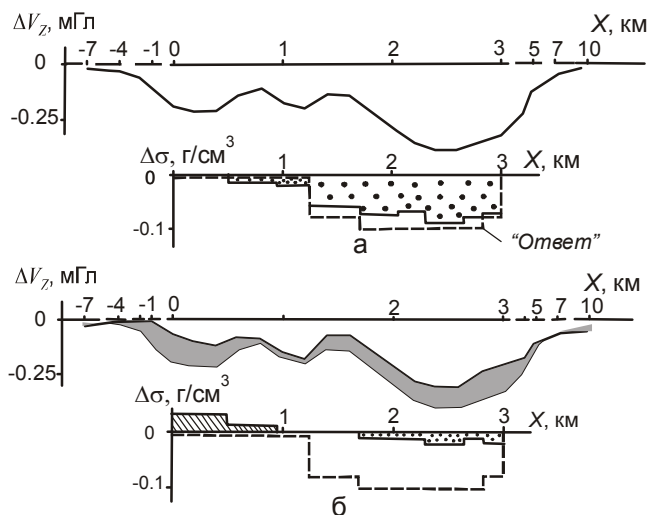 ΔV_Z, мГл
X, км
-7 -4 -1 0 1 2 3 5 7 10
0
-0.25
Δσ, г/см³
X, км
0 1 2 3
-0.1
"Ответ"
а
ΔV_Z, мГл
X, км
-7 -4 -1 0 2 3 5 7 10
0
-0.25
Δσ, г/см³
X, км
0 1 2 3
-0.1
б